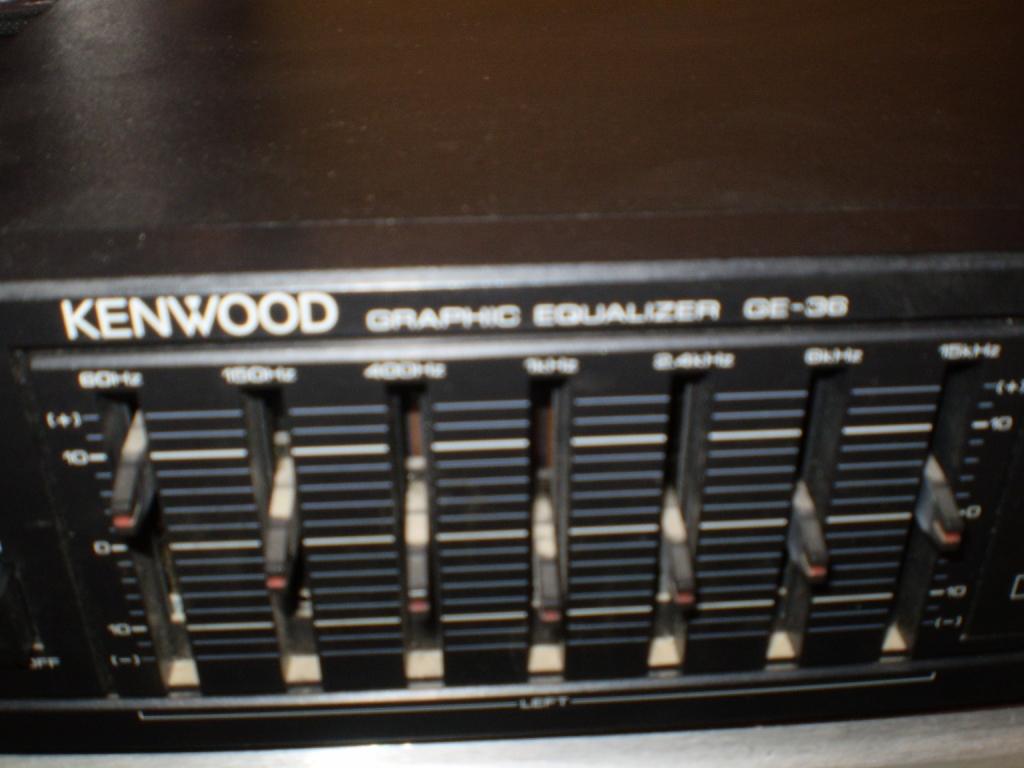 KENWOOD GRAPHIC EQUALIZER GE-36
60Hz 150Hz 400Hz 1kHz 2.4kHz 6kHz 15kHz
(+) (+)
10 10
0 0
10 10
(-) (-)
OFF
LEFT